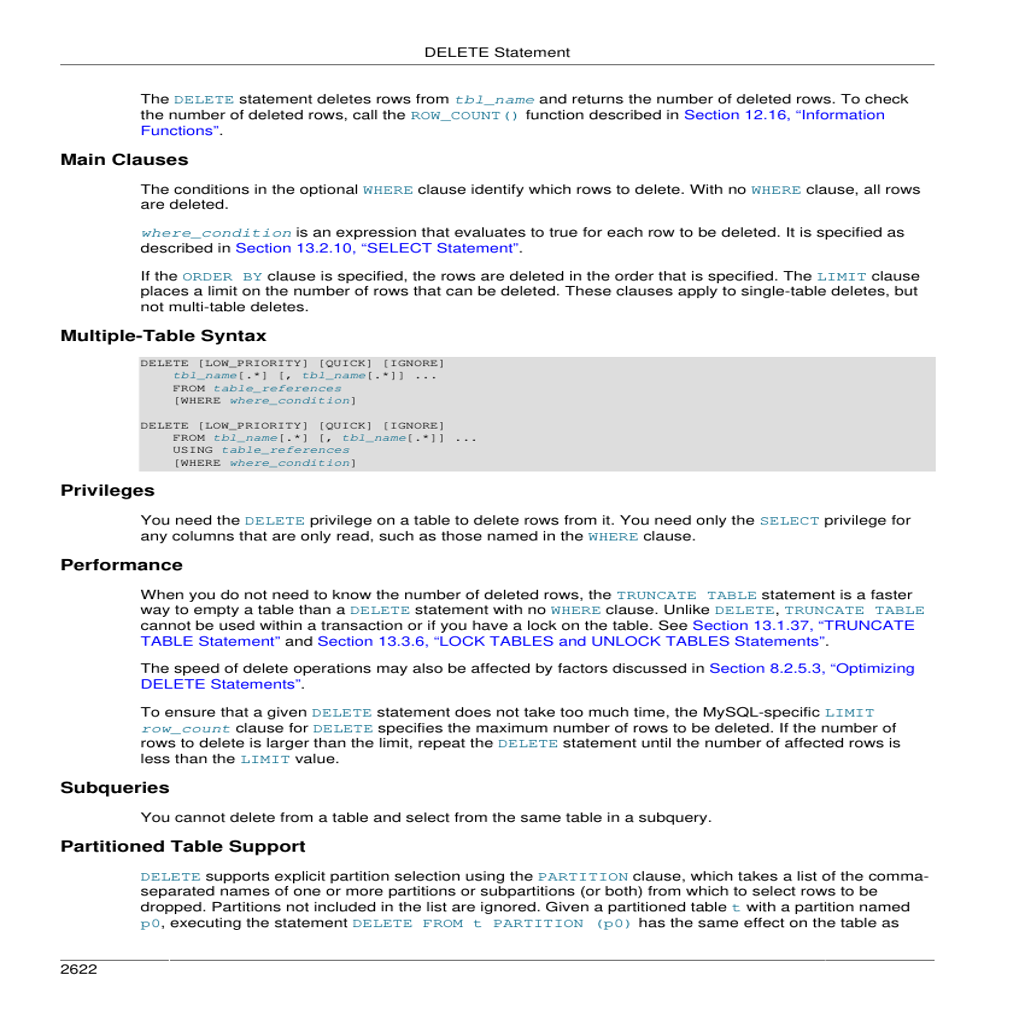 DELETE Statement
The DELETE statement deletes rows from tbl_name and returns the number of deleted rows. To check
the number of deleted rows, call the ROW_COUNT() function described in Section 12.16, “Information
Functions”.
Main Clauses
The conditions in the optional WHERE clause identify which rows to delete. With no WHERE clause, all rows
are deleted.
where_condition is an expression that evaluates to true for each row to be deleted. It is specified as
described in Section 13.2.10, “SELECT Statement”.
If the ORDER BY clause is specified, the rows are deleted in the order that is specified. The LIMIT clause
places a limit on the number of rows that can be deleted. These clauses apply to single-table deletes, but
not multi-table deletes.
Multiple-Table Syntax
DELETE [LOW_PRIORITY] [QUICK] [IGNORE]
    tbl_name[.*] [, tbl_name[.*]] ...
    FROM table_references
    [WHERE where_condition]
DELETE [LOW_PRIORITY] [QUICK] [IGNORE]
    FROM tbl_name[.*] [, tbl_name[.*]] ...
    USING table_references
    [WHERE where_condition]
Privileges
You need the DELETE privilege on a table to delete rows from it. You need only the SELECT privilege for
any columns that are only read, such as those named in the WHERE clause.
Performance
When you do not need to know the number of deleted rows, the TRUNCATE TABLE statement is a faster
way to empty a table than a DELETE statement with no WHERE clause. Unlike DELETE, TRUNCATE TABLE
cannot be used within a transaction or if you have a lock on the table. See Section 13.1.37, “TRUNCATE
TABLE Statement” and Section 13.3.6, “LOCK TABLES and UNLOCK TABLES Statements”.
The speed of delete operations may also be affected by factors discussed in Section 8.2.5.3, “Optimizing
DELETE Statements”.
To ensure that a given DELETE statement does not take too much time, the MySQL-specific LIMIT
row_count clause for DELETE specifies the maximum number of rows to be deleted. If the number of
rows to delete is larger than the limit, repeat the DELETE statement until the number of affected rows is
less than the LIMIT value.
Subqueries
You cannot delete from a table and select from the same table in a subquery.
Partitioned Table Support
DELETE supports explicit partition selection using the PARTITION clause, which takes a list of the comma-
separated names of one or more partitions or subpartitions (or both) from which to select rows to be
dropped. Partitions not included in the list are ignored. Given a partitioned table t with a partition named
p0, executing the statement DELETE FROM t PARTITION (p0) has the same effect on the table as
2622